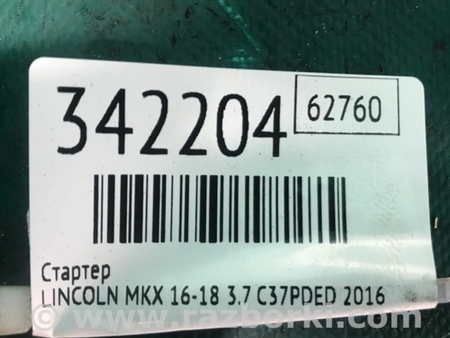 342204
62760
Стартер
LINCOLN MKX 16-18 3.7 C37PDED 2016
www.razborki.com